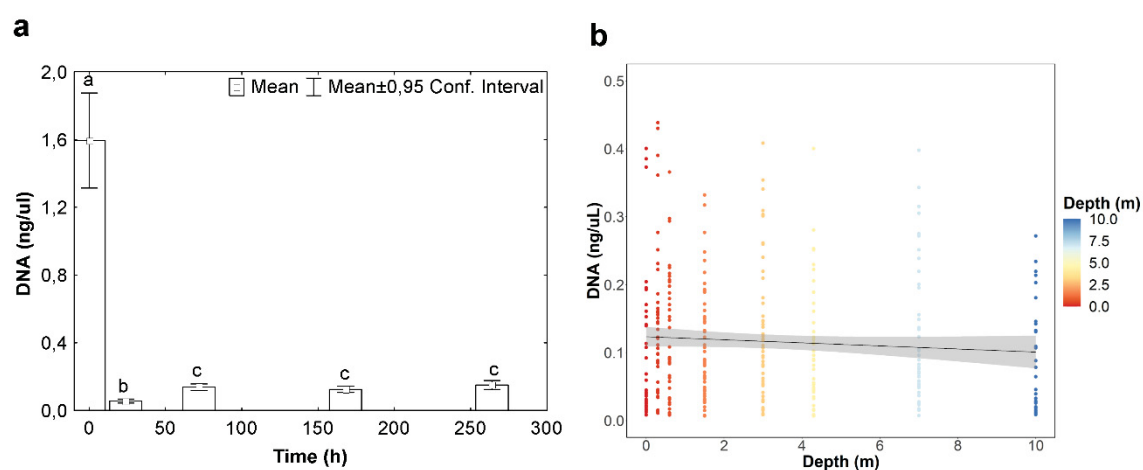 a
2,0
1,6
1,2
0,8
0,4
0,0
DNA (ng/ul)
a
Mean
Mean±0,95 Conf. Interval
b
c
c
c
0 50 100 150 200 250 300
Time (h)
b
0.5
0.4
0.3
0.2
0.1
0.0
DNA (ng/uL)
0 2 4 6 8 10
Depth (m)
Depth (m)
10.0
7.5
5.0
2.5
0.0